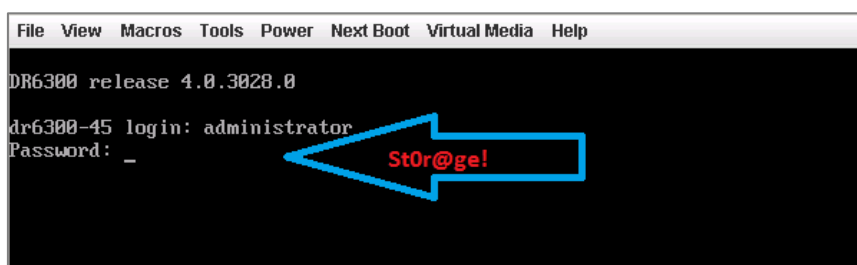 File View Macros Tools Power Next Boot Virtual Media Help
DR6300 release 4.0.3028.0
dr6300-45 login: administrator
Password: _
St0r@ge!